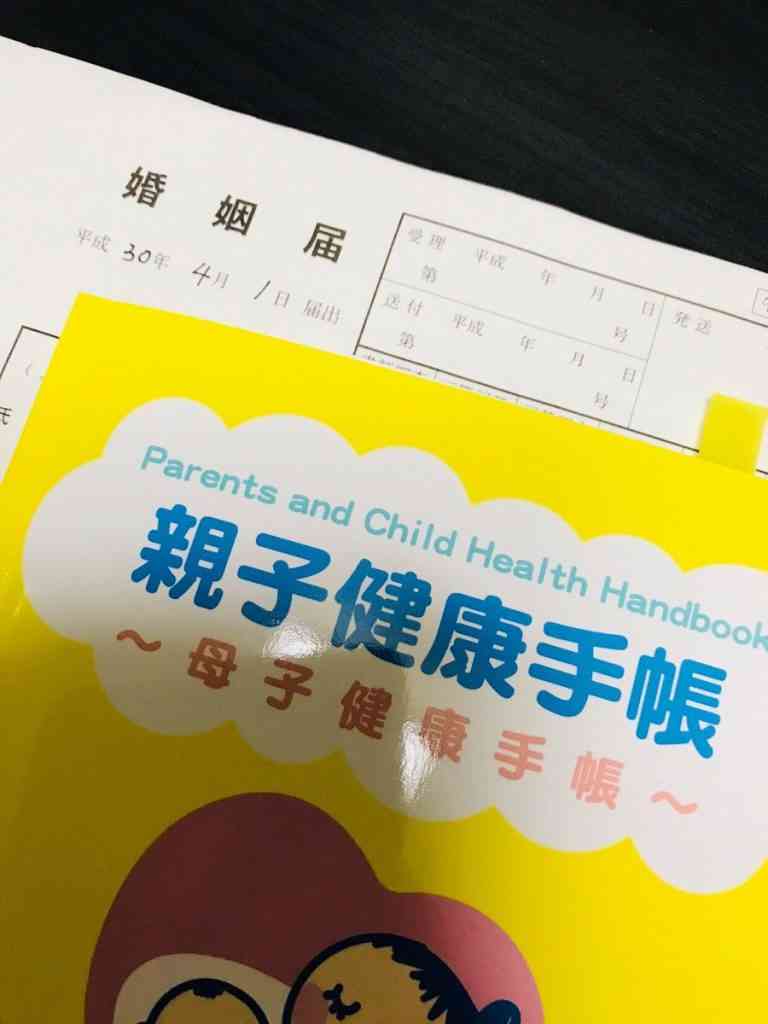 婚姻届
平成30年4月1日届出
受理 平成 年 月 日
第 号
送付 平成 年 月 日
第 号
発送
氏
Parents and Child Health Handbook
親子健康手帳
～母子健康手帳～